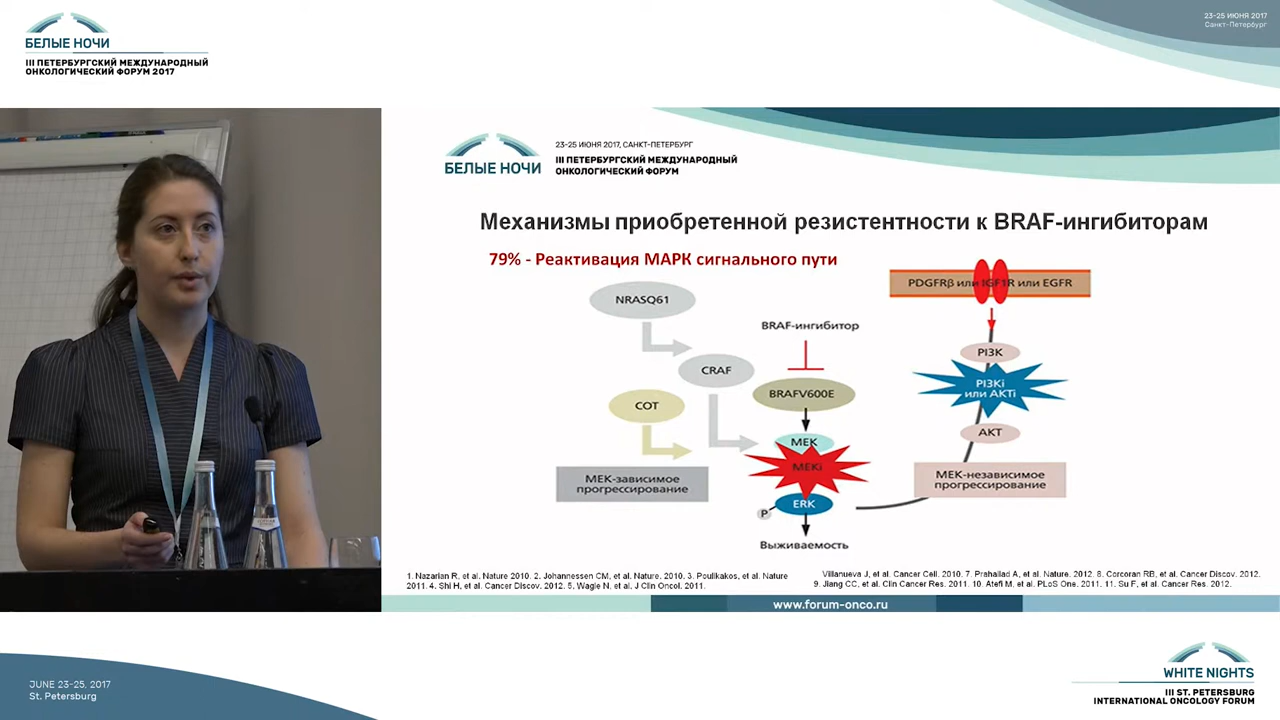 БЕЛЫЕ НОЧИ
III ПЕТЕРБУРГСКИЙ МЕЖДУНАРОДНЫЙ
ОНКОЛОГИЧЕСКИЙ ФОРУМ 2017
23-25 ИЮНЯ 2017
Санкт-Петербург
БЕЛЫЕ НОЧИ
23-25 ИЮНЯ 2017, САНКТ-ПЕТЕРБУРГ
III ПЕТЕРБУРГСКИЙ МЕЖДУНАРОДНЫЙ
ОНКОЛОГИЧЕСКИЙ ФОРУМ
Механизмы приобретенной резистентности к BRAF-ингибиторам
79% - Реактивация МАРК сигнального пути
PDGFRβ или IGF1R или EGFR
NRASQ61
BRAF-ингибитор
PI3K
CRAF
PI3Ki
или AKTi
BRAFV600E
COT
AKT
MEK
MEKi
МЕК-зависимое
прогрессирование
МЕК-независимое
прогрессирование
ERK
P
Выживаемость
1. Nazarian R, et al. Nature 2010. 2. Johannessen CM, et al. Nature, 2010. 3. Poulikakos, et al. Nature
2011. 4. Shi H, et al. Cancer Discov. 2012. 5. Wagle N, et al. J Clin Oncol. 2011.
Villanueva J, et al. Cancer Cell. 2010. 7. Prahallad A, et al. Nature. 2012. 8. Corcoran RB, et al. Cancer Discov. 2012.
9. Jiang CC, et al. Clin Cancer Res. 2011. 10. Atefi M, et al. PLoS One. 2011. 11. Su F, et al. Cancer Res. 2012.
www.forum-onco.ru
JUNE 23-25, 2017
St. Petersburg
WHITE NIGHTS
III ST. PETERSBURG
INTERNATIONAL ONCOLOGY FORUM